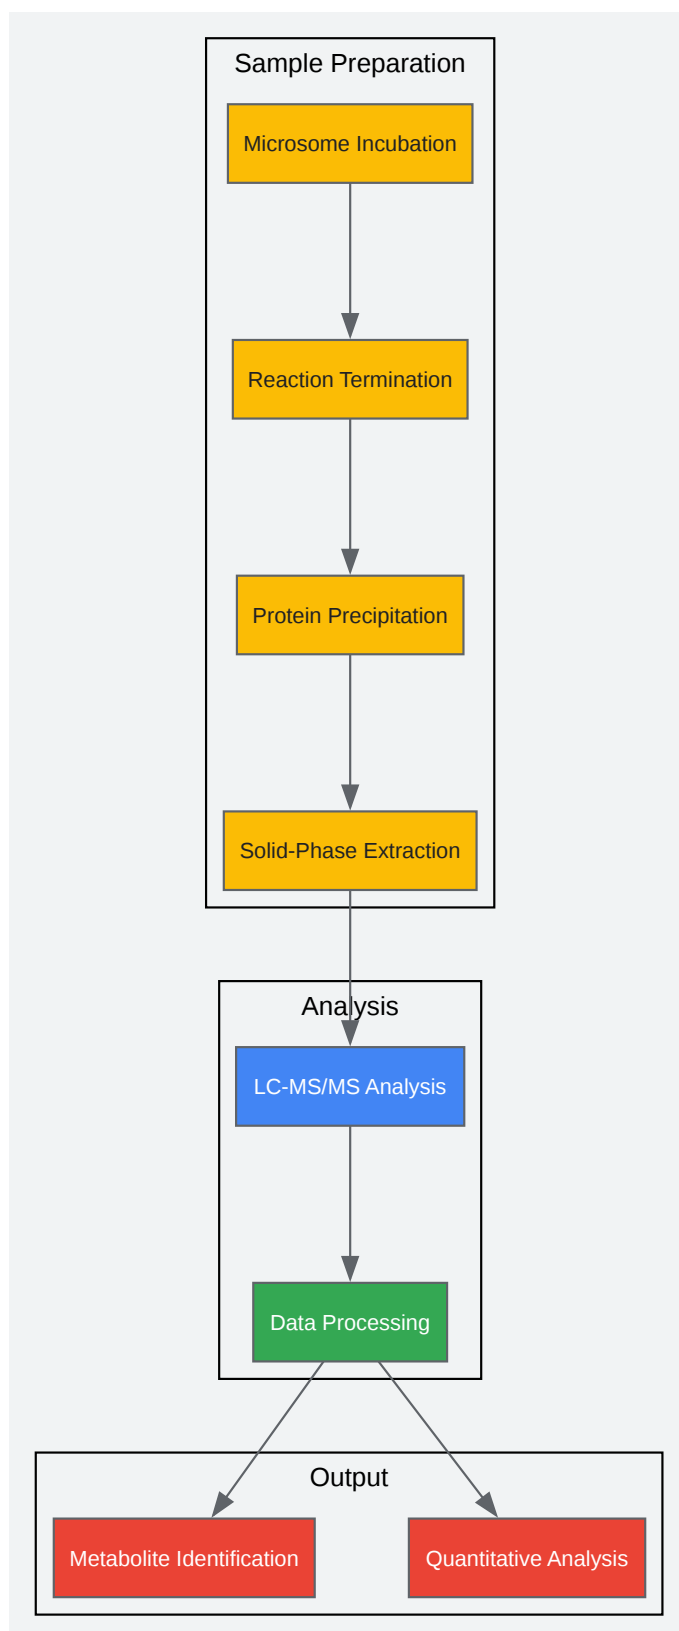 Sample Preparation
Microsome Incubation
Reaction Termination
Protein Precipitation
Solid-Phase Extraction
Analysis
LC-MS/MS Analysis
Data Processing
Output
Metabolite Identification
Quantitative Analysis